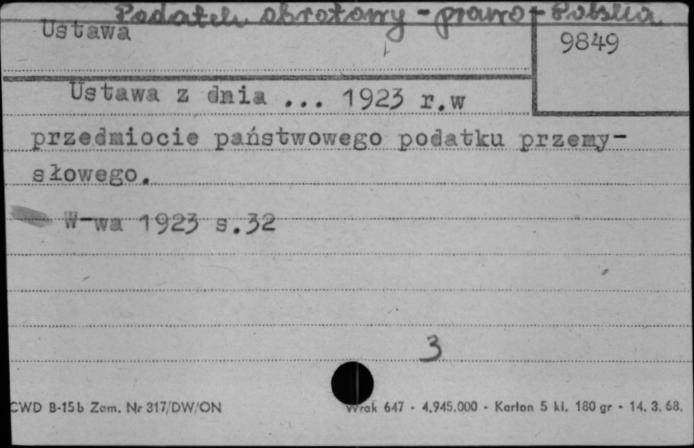 Podatek obrotowy - prawo - Polska
Ustawa
9849
Ustawa z dnia ... 1923 r.w
przedmiocie państwowego podatku przemy-
słowego.
W-wa 1923 s.32
3
CWD B-15b Zam. Nr 317/DW/ON
Wrak 647 - 4.945.000 - Karton 5 kl. 180 gr - 14. 3. 68.